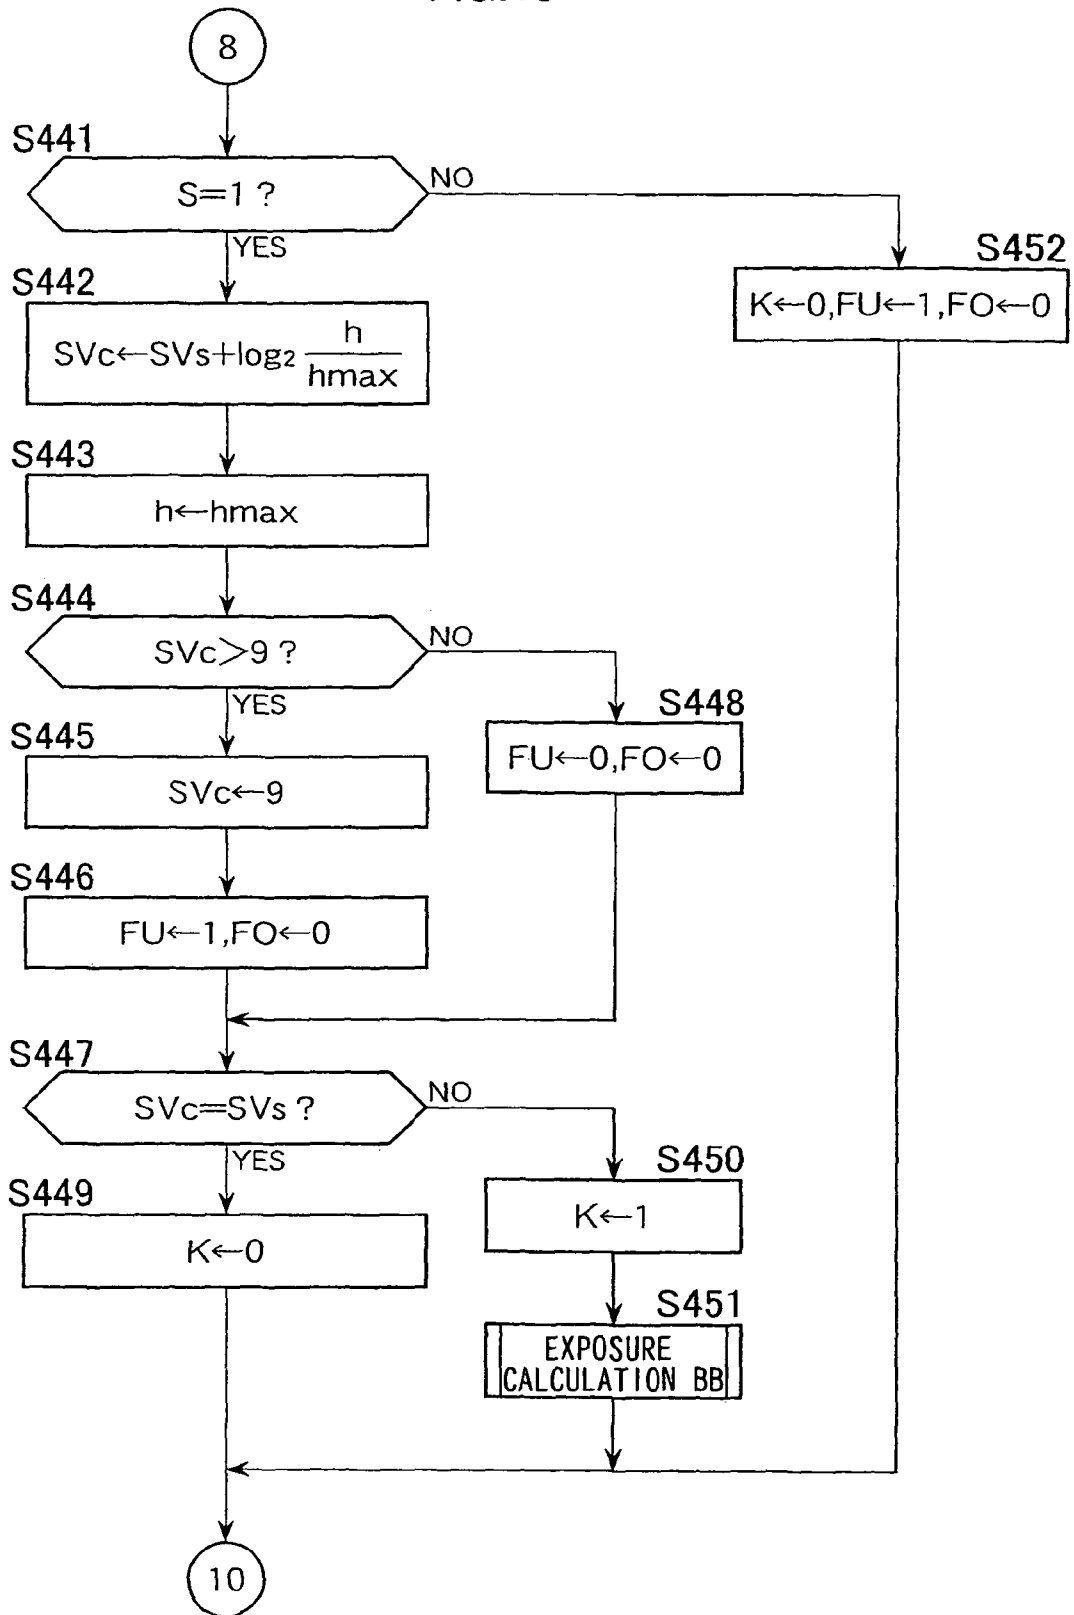 8
S441
S=1 ?
NO
YES
S452
K←0,FU←1,FO←0
S442
SVc←SVs+log₂ h/hmax
S443
h←hmax
S444
SVc>9 ?
NO
YES
S448
FU←0,FO←0
S445
SVc←9
S446
FU←1,FO←0
S447
SVc=SVs ?
NO
YES
S450
K←1
S449
K←0
S451
EXPOSURE
CALCULATION BB
10